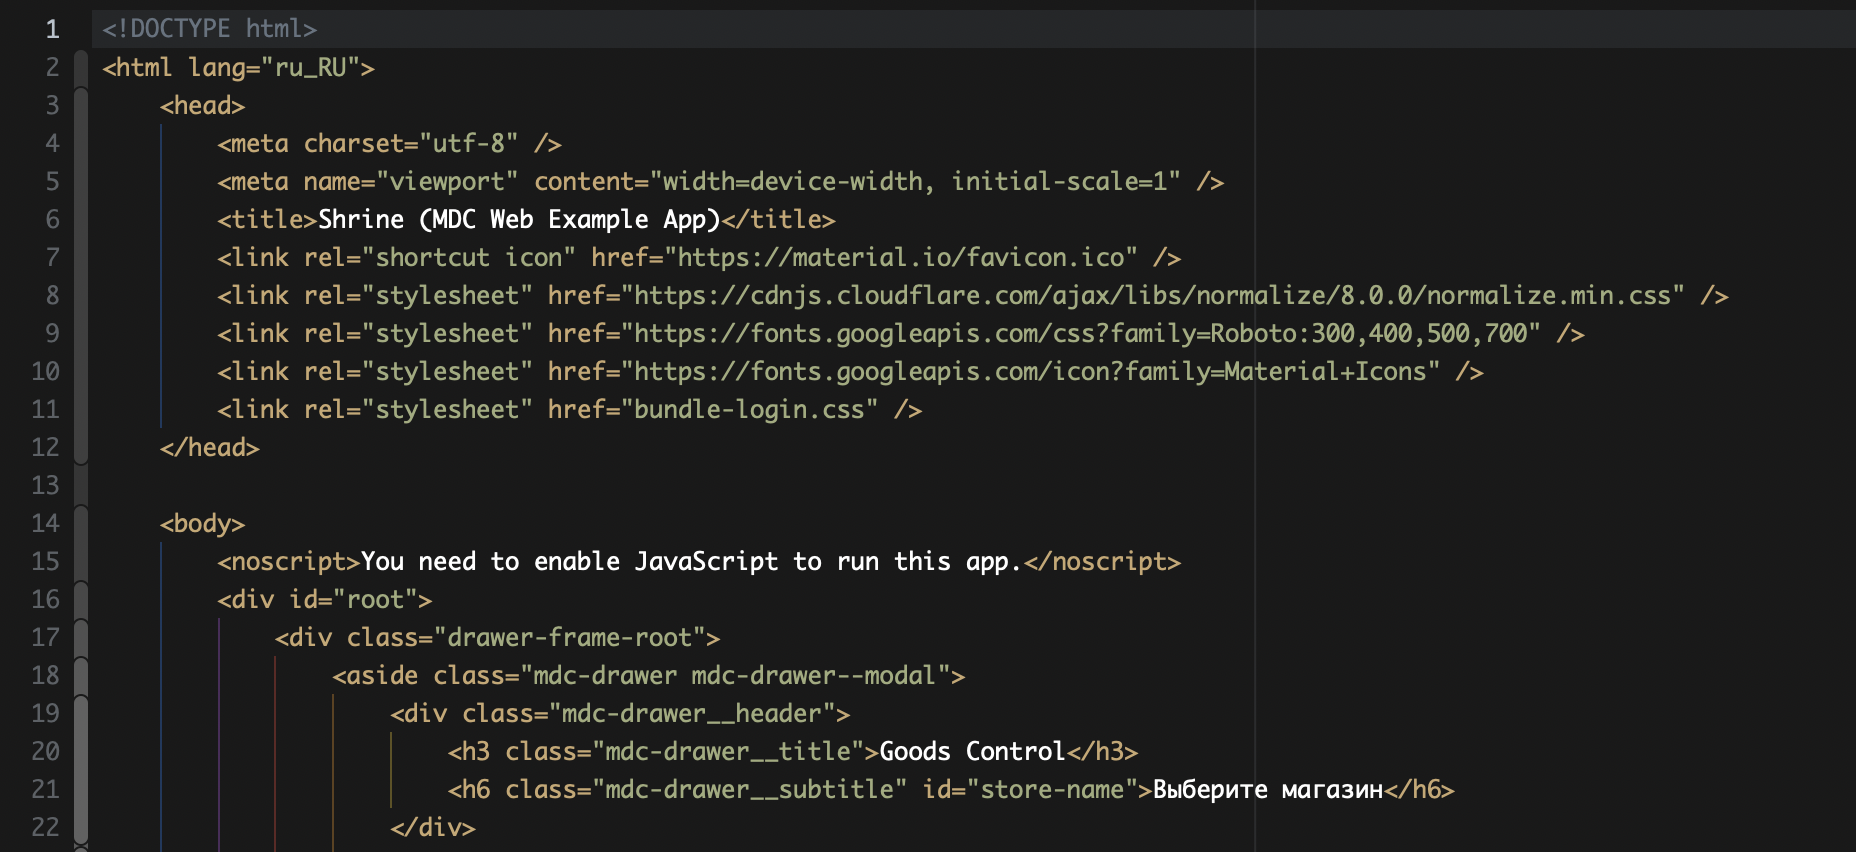 1 <!DOCTYPE html>
2 <html lang="ru_RU">
3 <head>
4 <meta charset="utf-8" />
5 <meta name="viewport" content="width=device-width, initial-scale=1" />
6 <title>Shrine (MDC Web Example App)</title>
7 <link rel="shortcut icon" href="https://material.io/favicon.ico" />
8 <link rel="stylesheet" href="https://cdnjs.cloudflare.com/ajax/libs/normalize/8.0.0/normalize.min.css" />
9 <link rel="stylesheet" href="https://fonts.googleapis.com/css?family=Roboto:300,400,500,700" />
10 <link rel="stylesheet" href="https://fonts.googleapis.com/icon?family=Material+Icons" />
11 <link rel="stylesheet" href="bundle-login.css" />
12 </head>
13
14 <body>
15 <noscript>You need to enable JavaScript to run this app.</noscript>
16 <div id="root">
17 <div class="drawer-frame-root">
18 <aside class="mdc-drawer mdc-drawer--modal">
19 <div class="mdc-drawer__header">
20 <h3 class="mdc-drawer__title">Goods Control</h3>
21 <h6 class="mdc-drawer__subtitle" id="store-name">Выберите магазин</h6>
22 </div>